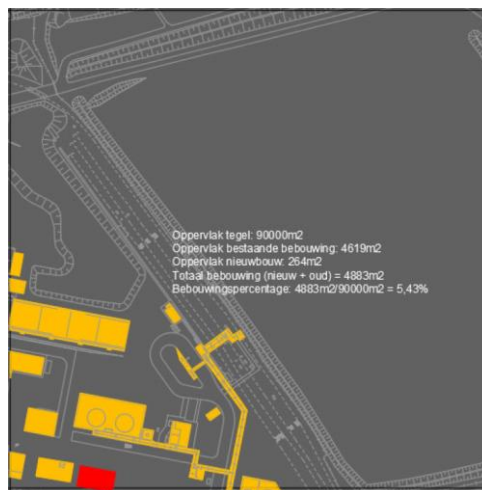 Oppervlak tegel: 90000m2
Oppervlak bestaande bebouwing: 4619m2
Oppervlak nieuwbouw: 264m2
Totaal bebouwing (nieuw + oud) = 4883m2
Bebouwingspercentage: 4883m2/90000m2 = 5,43%